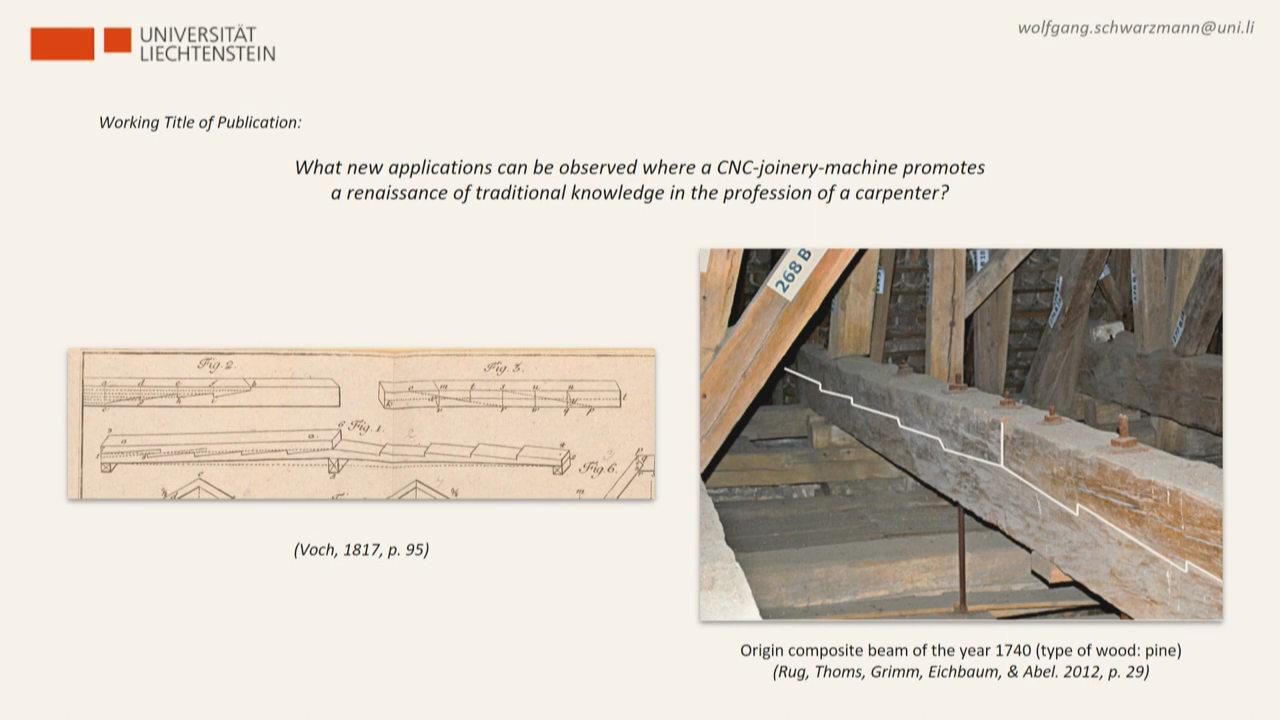 UNIVERSITÄT
LIECHTENSTEIN
wolfgang.schwarzmann@uni.li
Working Title of Publication:
What new applications can be observed where a CNC-joinery-machine promotes
a renaissance of traditional knowledge in the profession of a carpenter?
Fig. 2.
Fig. 3.
Fig. 1.
Fig. 6.
268 B
(Voch, 1817, p. 95)
Origin composite beam of the year 1740 (type of wood: pine)
(Rug, Thoms, Grimm, Eichbaum, & Abel. 2012, p. 29)